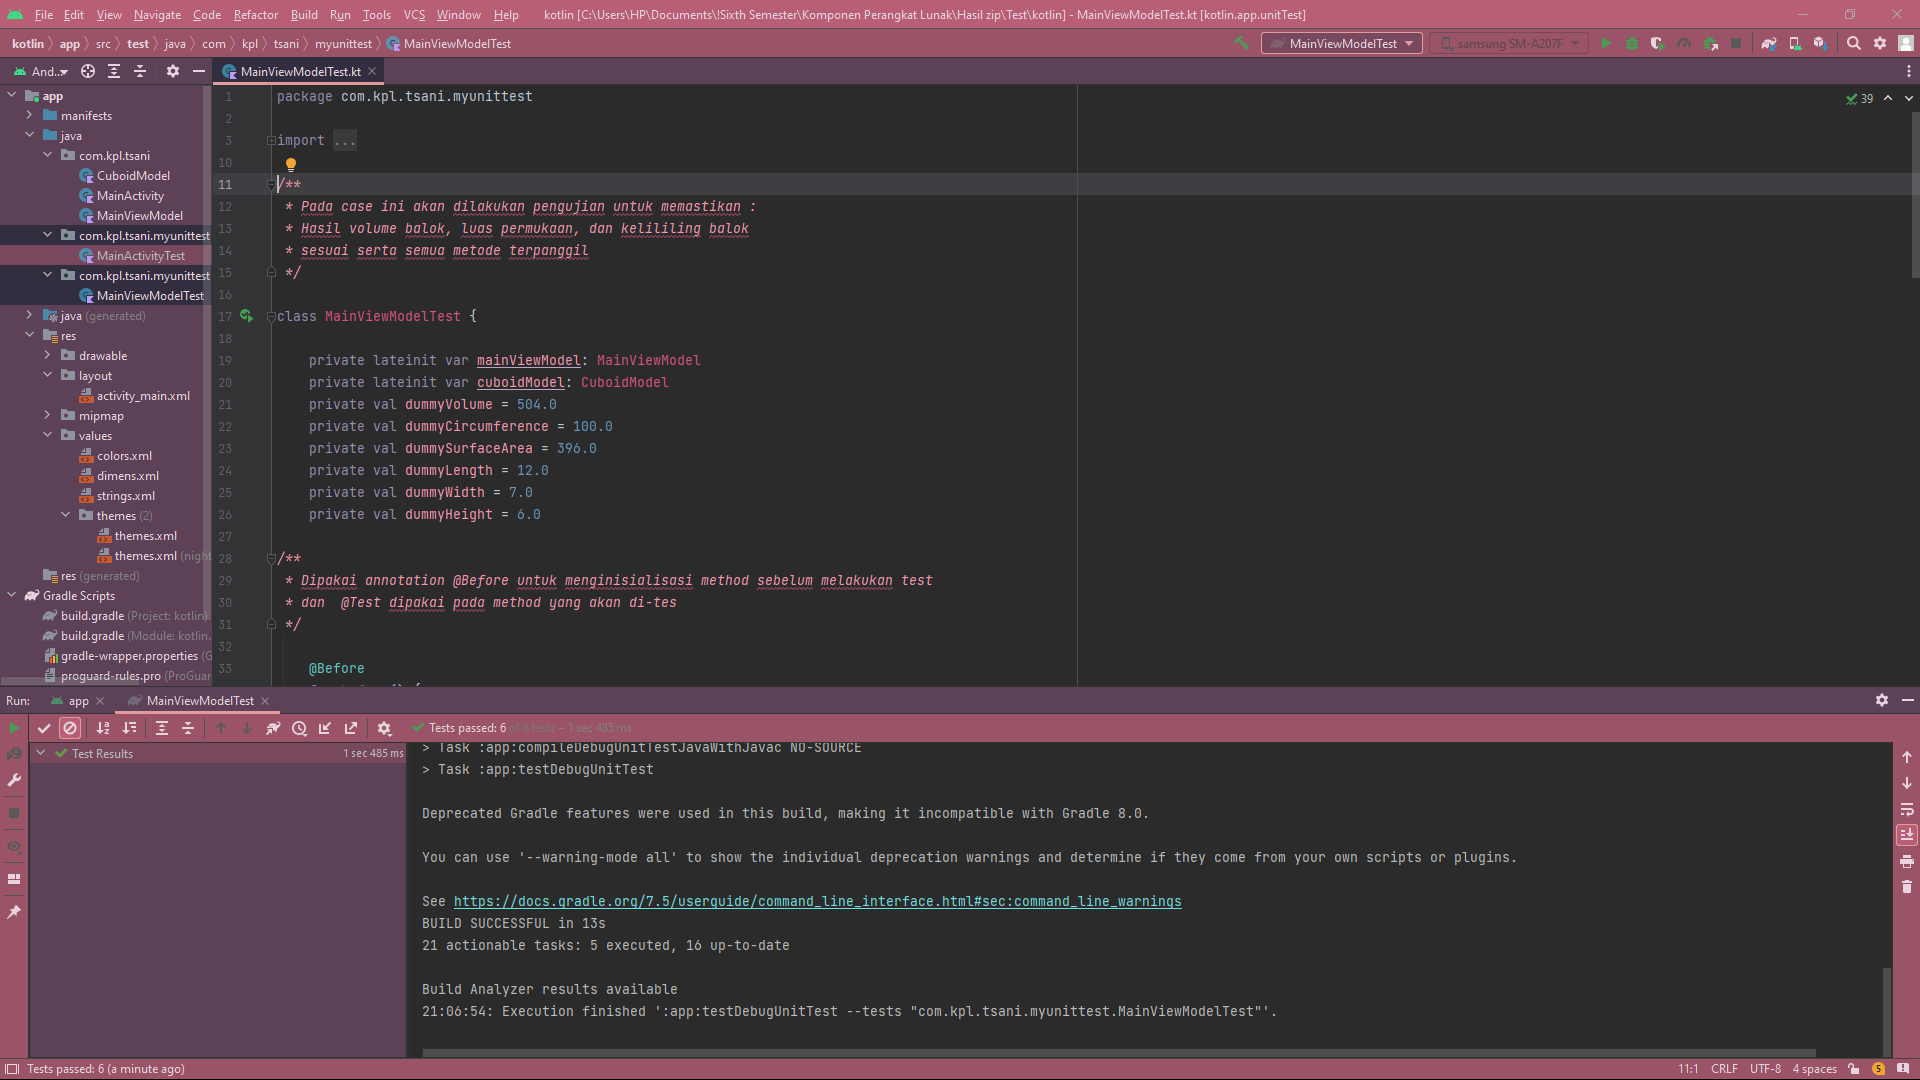 File Edit View Navigate Code Refactor Build Run Tools VCS Window Help kotlin [C:\Users\HP\Documents\!Sixth Semester\Komponen Perangkat Lunak\Hasil zip\Test\kotlin] - MainViewModelTest.kt [kotlin.app.unitTest]
kotlin app src test java com kpl tsani myunittest MainViewModelTest MainViewModelTest samsung SM-A207F
And.. MainViewModelTest.kt
app
manifests
java
com.kpl.tsani
CuboidModel
MainActivity
MainViewModel
com.kpl.tsani.myunittest
MainActivityTest
com.kpl.tsani.myunittest
MainViewModelTest
java (generated)
res
drawable
layout
activity_main.xml
mipmap
values
colors.xml
dimens.xml
strings.xml
themes (2)
themes.xml
themes.xml (night
res (generated)
Gradle Scripts
build.gradle (Project: kotlin)
build.gradle (Module: kotlin.
gradle-wrapper.properties (G
proguard-rules.pro (ProGuar
39
1 package com.kpl.tsani.myunittest
2
3 import ...
10
11 /**
12 * Pada case ini akan dilakukan pengujian untuk memastikan :
13 * Hasil volume balok, luas permukaan, dan kelililing balok
14 * sesuai serta semua metode terpanggil
15 */
16
17 class MainViewModelTest {
18
19 private lateinit var mainViewModel: MainViewModel
20 private lateinit var cuboidModel: CuboidModel
21 private val dummyVolume = 504.0
22 private val dummyCircumference = 100.0
23 private val dummySurfaceArea = 396.0
24 private val dummyLength = 12.0
25 private val dummyWidth = 7.0
26 private val dummyHeight = 6.0
27
28 /**
29 * Dipakai annotation @Before untuk menginisialisasi method sebelum melakukan test
30 * dan @Test dipakai pada method yang akan di-tes
31 */
32
33 @Before
Run: app MainViewModelTest
Tests passed: 6 of 6 tests – 1 sec 485 ms
Test Results 1 sec 485 ms
> Task :app:compileDebugUnitTestJavaWithJavac NO-SOURCE
> Task :app:testDebugUnitTest
Deprecated Gradle features were used in this build, making it incompatible with Gradle 8.0.
You can use '--warning-mode all' to show the individual deprecation warnings and determine if they come from your own scripts or plugins.
See https://docs.gradle.org/7.5/userguide/command_line_interface.html#sec:command_line_warnings
BUILD SUCCESSFUL in 13s
21 actionable tasks: 5 executed, 16 up-to-date
Build Analyzer results available
21:06:54: Execution finished ':app:testDebugUnitTest --tests "com.kpl.tsani.myunittest.MainViewModelTest"'.
Tests passed: 6 (a minute ago) 11:1 CRLF UTF-8 4 spaces 5